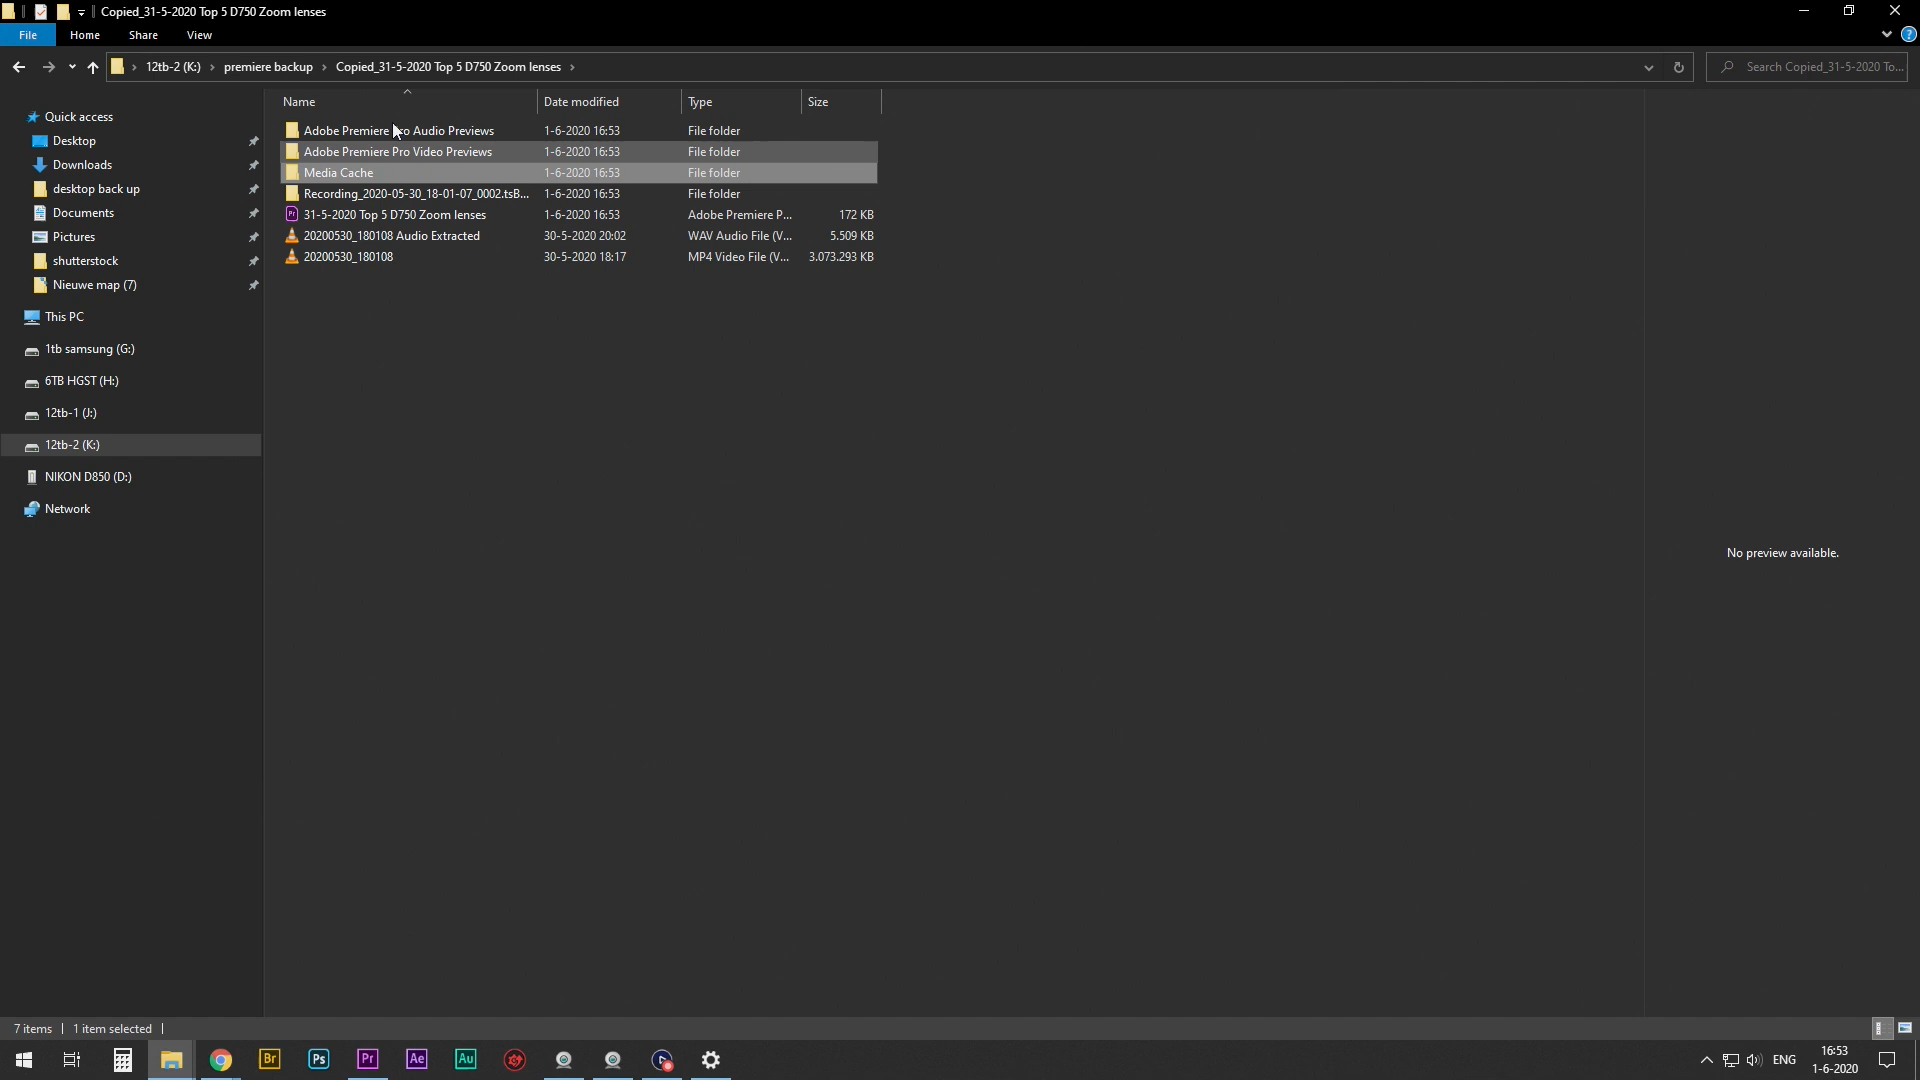 Copied_31-5-2020 Top 5 D750 Zoom lenses
File Home Share View
12tb-2 (K:) premiere backup Copied_31-5-2020 Top 5 D750 Zoom lenses
Search Copied_31-5-2020 To...
Name Date modified Type Size
Quick access
Desktop
Downloads
desktop back up
Documents
Pictures
shutterstock
Nieuwe map (7)
This PC
1tb samsung (G:)
6TB HGST (H:)
12tb-1 (J:)
12tb-2 (K:)
NIKON D850 (D:)
Network
Adobe Premiere Pro Audio Previews 1-6-2020 16:53 File folder
Adobe Premiere Pro Video Previews 1-6-2020 16:53 File folder
Media Cache 1-6-2020 16:53 File folder
Recording_2020-05-30_18-01-07_0002.tsB... 1-6-2020 16:53 File folder
31-5-2020 Top 5 D750 Zoom lenses 1-6-2020 16:53 Adobe Premiere P... 172 KB
20200530_180108 Audio Extracted 30-5-2020 20:02 WAV Audio File (V... 5.509 KB
20200530_180108 30-5-2020 18:17 MP4 Video File (V... 3.073.293 KB
No preview available.
7 items 1 item selected
Br Ps Pr Ae Au
ENG
16:53
1-6-2020